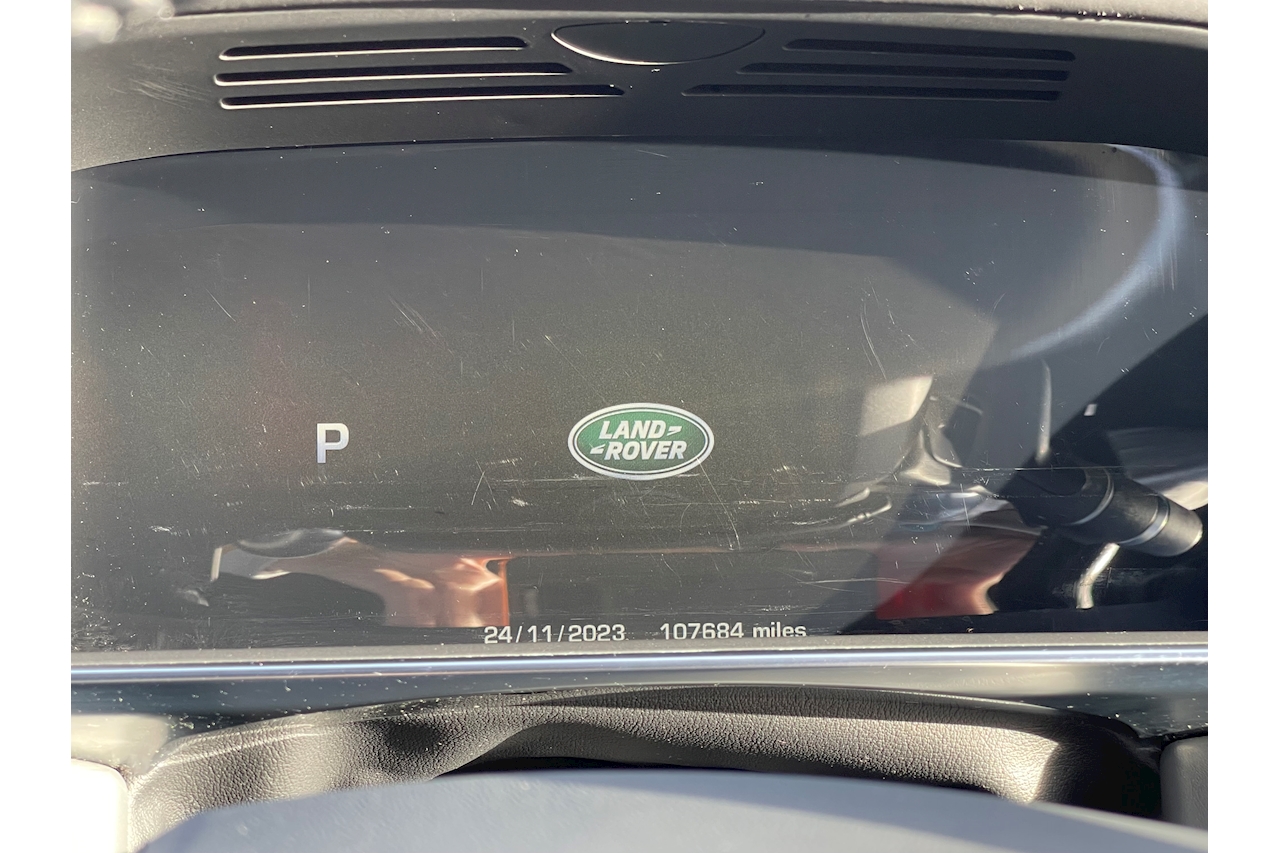 P
LAND
ROVER
24/11/2023 107684 miles